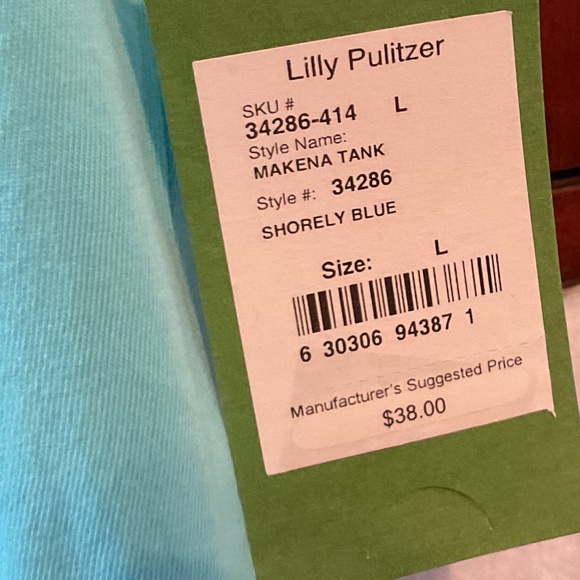 Lilly Pulitzer
SKU #
34286-414 L
Style Name:
MAKENA TANK
Style #: 34286
SHORELY BLUE
Size: L
6 30306 94387 1
Manufacturer's Suggested Price
$38.00